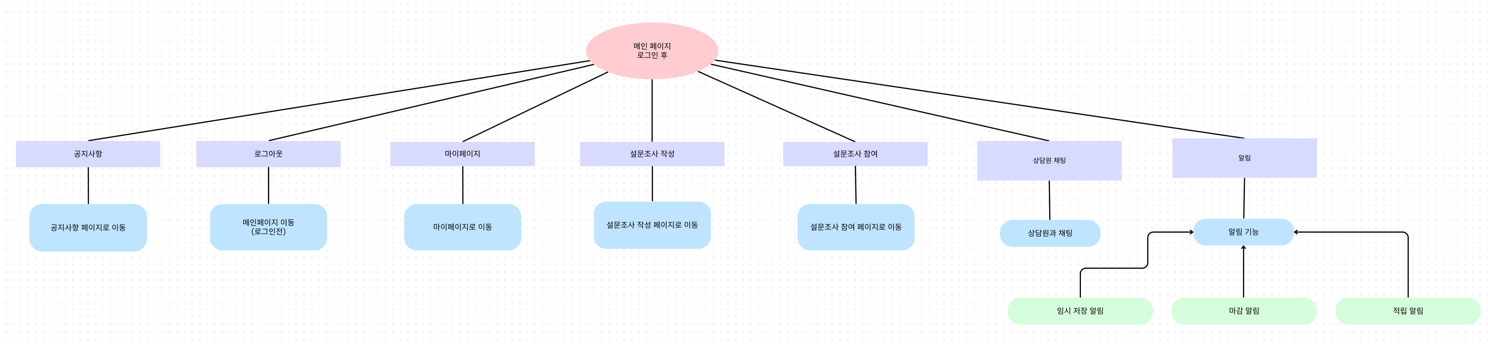 메인 페이지
로그인 후
공지사항
로그아웃
마이페이지
설문조사 작성
설문조사 참여
상담원 채팅
알림
공지사항 페이지로 이동
메인페이지 이동
(로그인전)
마이페이지로 이동
설문조사 작성 페이지로 이동
설문조사 참여 페이지로 이동
상담원과 채팅
알림 기능
임시 저장 알림
마감 알림
적립 알림